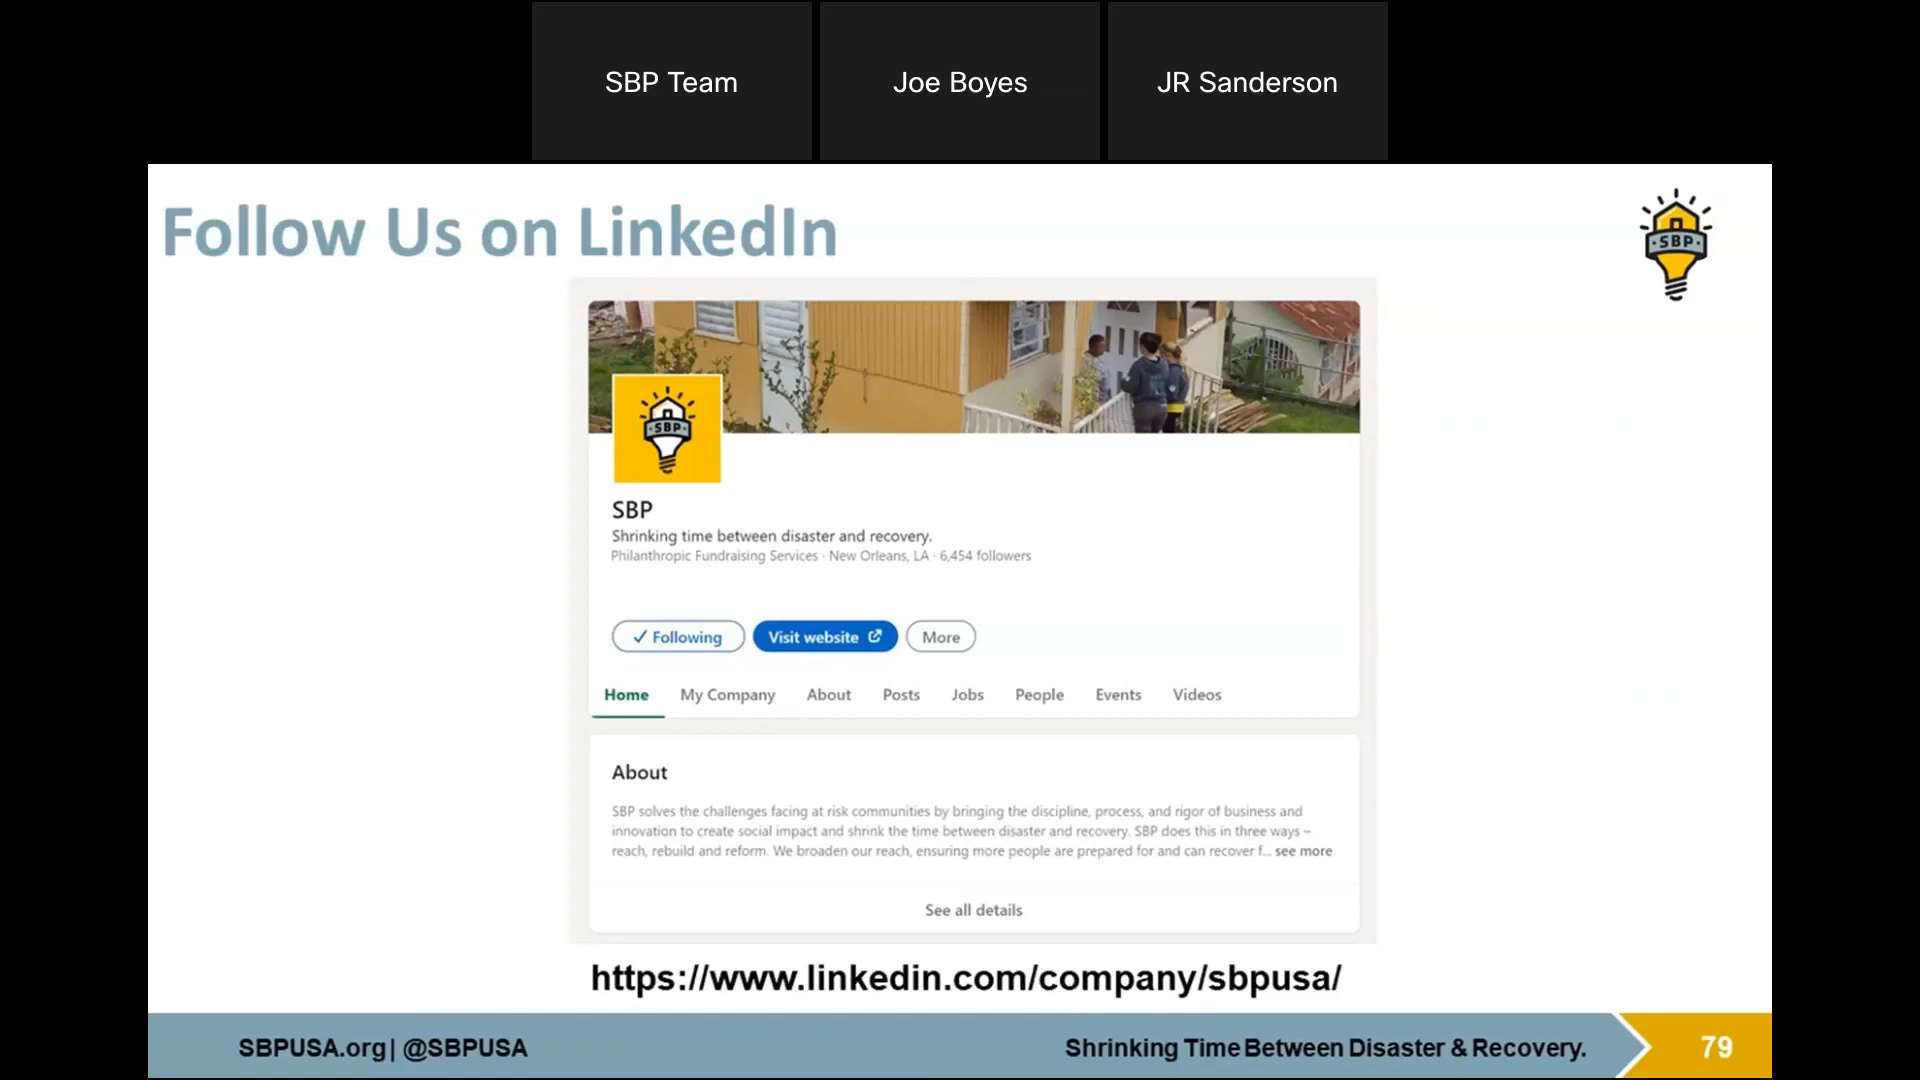 SBP Team
Joe Boyes
JR Sanderson
Follow Us on LinkedIn
SBP
SBP
SBP
Shrinking time between disaster and recovery.
Philanthropic Fundraising Services · New Orleans, LA · 6,454 followers
Following
Visit website
More
Home
My Company
About
Posts
Jobs
People
Events
Videos
About
SBP solves the challenges facing at risk communities by bringing the discipline, process, and rigor of business and
innovation to create social impact and shrink the time between disaster and recovery. SBP does this in three ways –
reach, rebuild and reform. We broaden our reach, ensuring more people are prepared for and can recover f... see more
See all details
https://www.linkedin.com/company/sbpusa/
SBPUSA.org| @SBPUSA
Shrinking Time Between Disaster & Recovery.
79